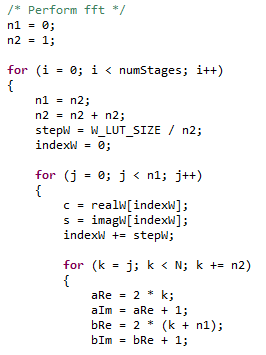 /* Perform fft */
n1 = 0;
n2 = 1;
for (i = 0; i < numStages; i++)
{
n1 = n2;
n2 = n2 + n2;
stepW = W_LUT_SIZE / n2;
indexW = 0;
for (j = 0; j < n1; j++)
{
c = realW[indexW];
s = imagW[indexW];
indexW += stepW;
for (k = j; k < N; k += n2)
{
aRe = 2 * k;
aIm = aRe + 1;
bRe = 2 * (k + n1);
bIm = bRe + 1;